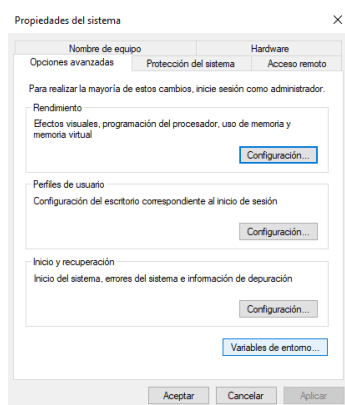 Propiedades del sistema
Nombre de equipo
Hardware
Opciones avanzadas
Protección del sistema
Acceso remoto
Para realizar la mayoría de estos cambios, inicie sesión como administrador.
Rendimiento
Efectos visuales, programación del procesador, uso de memoria y
memoria virtual
Configuración...
Perfiles de usuario
Configuración del escritorio correspondiente al inicio de
sesión
Configuración...
Inicio y recuperación
Inicio del sistema, errores del sistema e información de depuración
Configuración...
Variables de entorno...
Aceptar
Cancelar
Aplicar